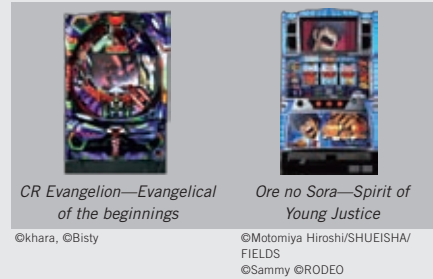 CR Evangelion—Evangelical
of the beginnings
Ore no Sora—Spirit of
Young Justice
©khara, ©Bisty
©Motomiya Hiroshi/SHUEISHA/
FIELDS
©Sammy ©RODEO